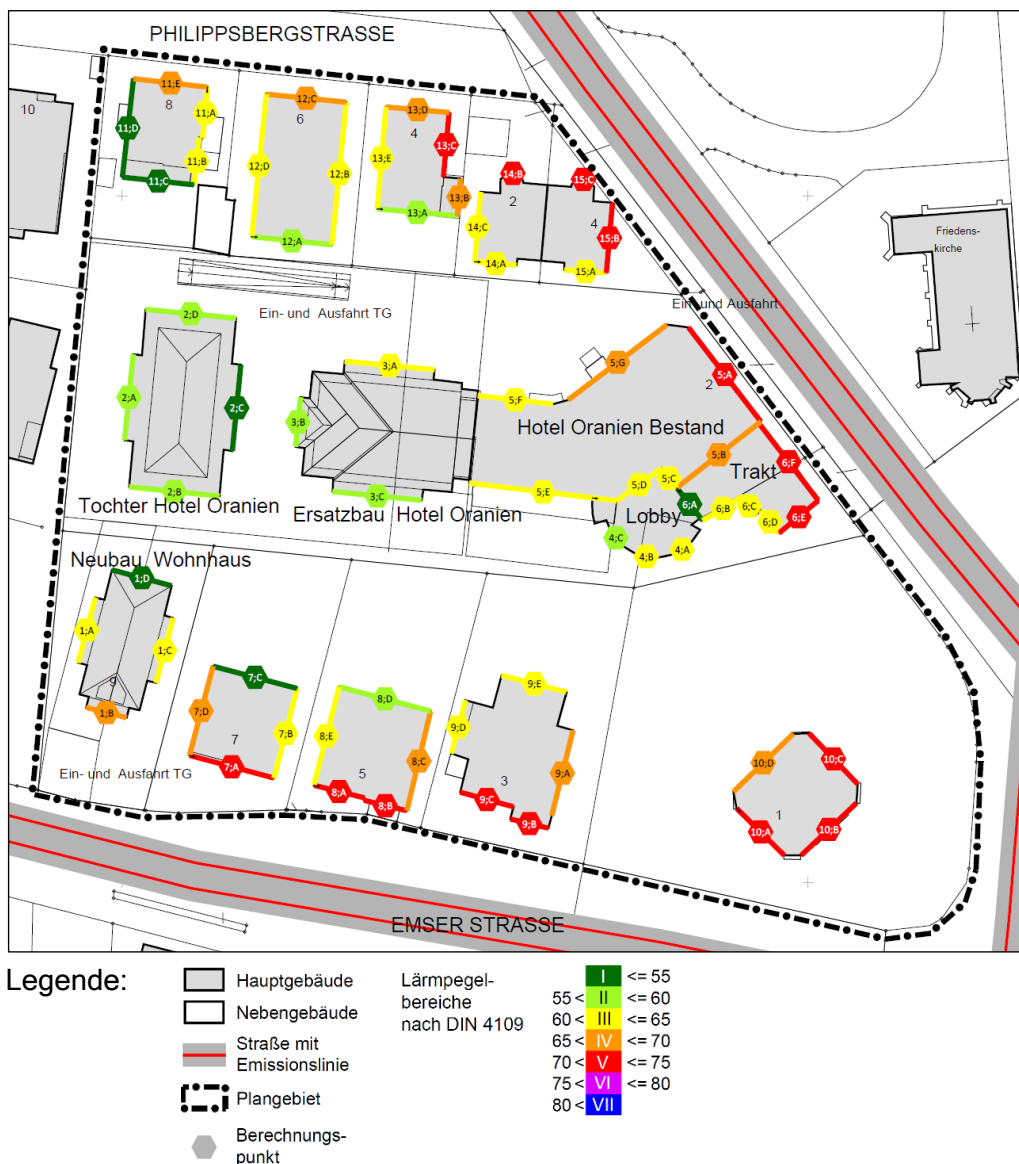 PHILIPPSBERGSTRASSE
10
11;E
8
11;A
11;D
11;B
11;C
12;C
6
12;D
12;B
12;A
13;D
4
13;C
13;E
13;B
13;A
14;B
15;C
2
14;C
4
15;B
14;A
15;A
Friedens-
kirche
Ein- und Ausfahrt
Ein- und Ausfahrt TG
2;D
2;A
2;C
2;B
Tochter Hotel Oranien
3;A
3;B
3;C
Ersatzbau Hotel Oranien
5;G
5;A
2
5;F
Hotel Oranien Bestand
5;B
6;F
Trakt
5;C
5;D
5;E
6;A
6;B
6;C
6;D
6;E
Lobby
4;C
4;B
4;A
Neubau Wohnhaus
1;D
1;A
1;C
9
1;B
7;C
7;D
7;B
7
7;A
Ein- und Ausfahrt TG
8;D
8;E
8;C
5
8;A
8;B
9;E
9;D
9;A
3
9;C
9;B
10;D
10;C
1
10;A
10;B
EMSER STRASSE
Legende:
Hauptgebäude
Nebengebäude
Straße mit
Emissionslinie
Plangebiet
Berechnungs-
punkt
Lärmpegel-
bereiche
nach DIN 4109
I <= 55
55 < II <= 60
60 < III <= 65
65 < IV <= 70
70 < V <= 75
75 < VI <= 80
80 < VII